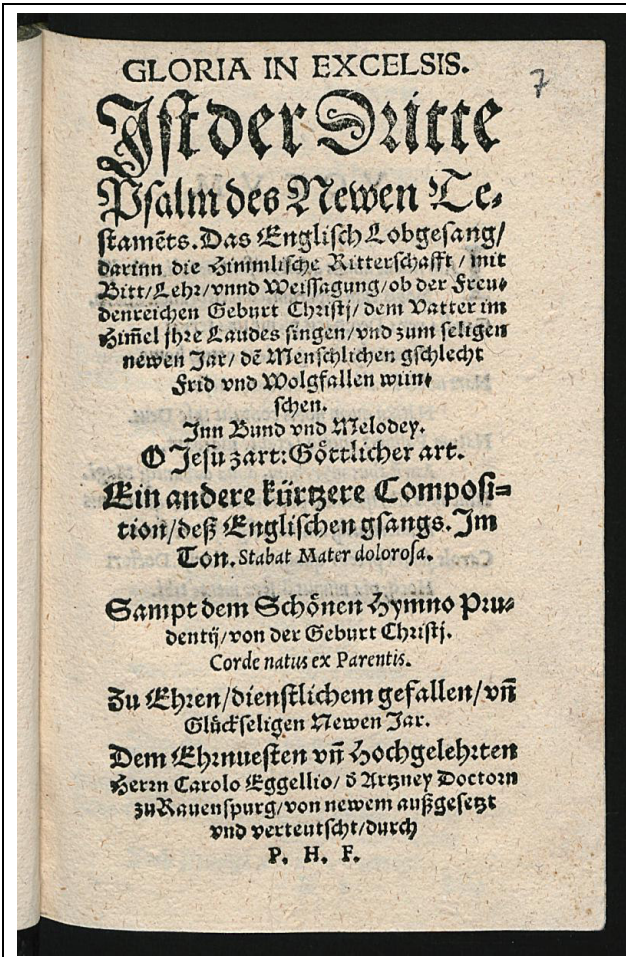 GLORIA IN EXCELSIS.
7
Ist der Dritte
Psalm des Newen Te-
stamẽts. Das Englisch Lobgesang/
darinn die Himmlische Ritterschafft/ mit
Bitt/Lehr/vnnd Weissagung/ob der Freu-
denreichen Geburt Christj/ dem Vatter im
Him̃el jhre Laudes singen/vnd zum seligen
newen Jar/ dẽ Menschlichen gschlecht
Frid vnd Wolgfallen wün-
schen.
Inn Bund vnd Melodey.
O Jesu zart: Göttlicher art.
Ein andere kürtzere Composi-
tion/deß Englischen gsangs. Im
Ton. Stabat Mater dolorosa.
Sampt dem Schönen Hymno Pru-
dentij/von der Geburt Christj.
Corde natus ex Parentis.
Zu Ehren/dienstlichem gefallen/vñ
Glückseligen Newen Jar.
Dem Ehrnuesten vñ Hochgelehrten
Herrn Carolo Eggellio/ d̃ Artzney Doctorn
zu Rauenspurg/von newem außgesetzt
vnd verteutscht/durch
P. H. F.